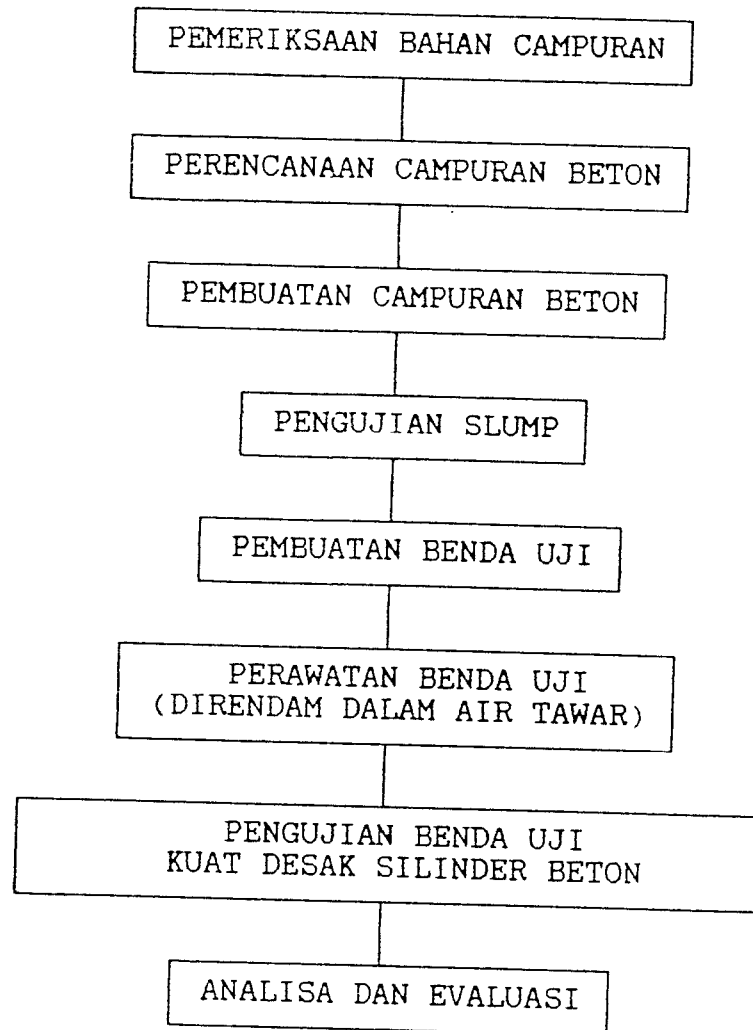 PEMERIKSAAN BAHAN CAMPURAN
PERENCANAAN CAMPURAN BETON
PEMBUATAN CAMPURAN BETON
PENGUJIAN SLUMP
PEMBUATAN BENDA UJI
PERAWATAN BENDA UJI
(DIRENDAM DALAM AIR TAWAR)
PENGUJIAN BENDA UJI
KUAT DESAK SILINDER BETON
ANALISA DAN EVALUASI